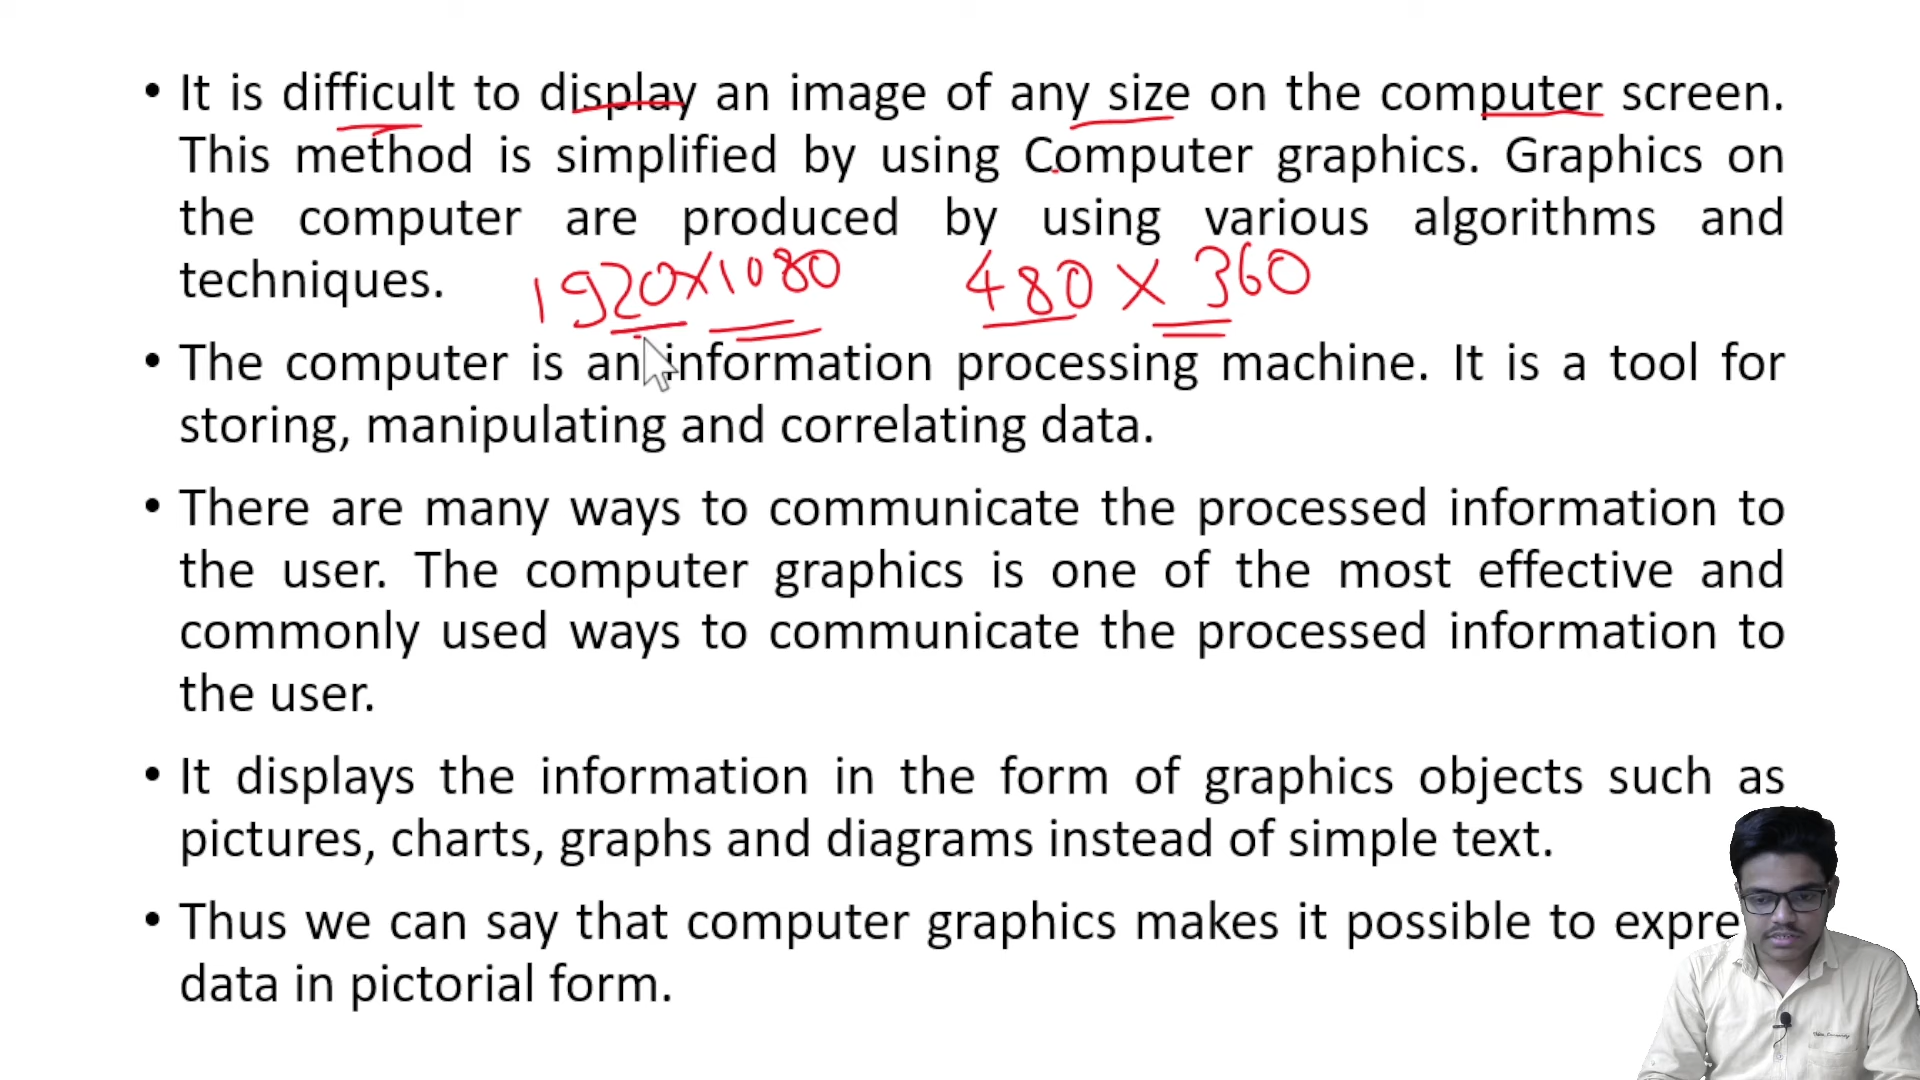 • It is difficult to display an image of any size on the computer screen.
This method is simplified by using Computer graphics. Graphics on
the computer are produced by using various algorithms and
techniques. 1920x1080 480 x 360
• The computer is an information processing machine. It is a tool for
storing, manipulating and correlating data.
• There are many ways to communicate the processed information to
the user. The computer graphics is one of the most effective and
commonly used ways to communicate the processed information to
the user.
• It displays the information in the form of graphics objects such as
pictures, charts, graphs and diagrams instead of simple text.
• Thus we can say that computer graphics makes it possible to expre
data in pictorial form.